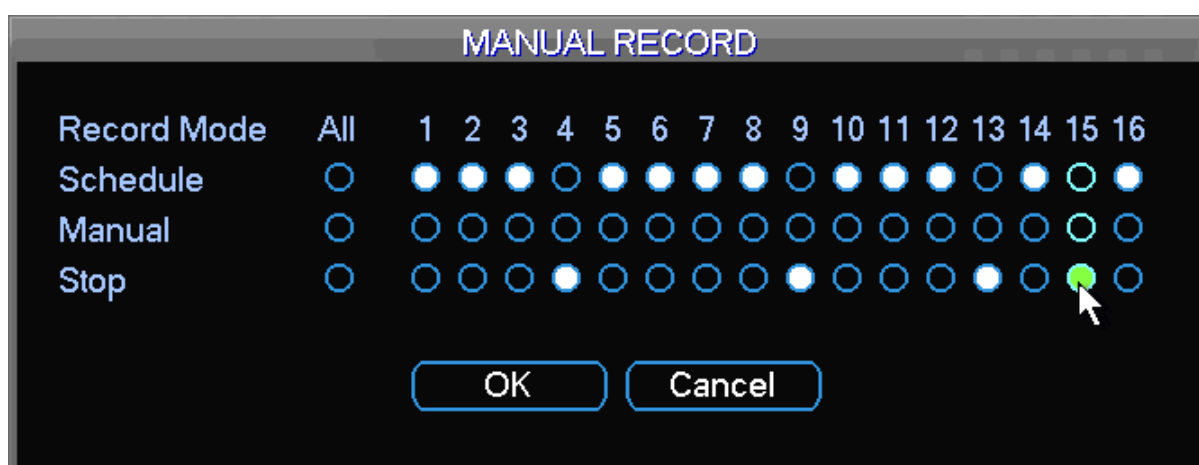 MANUAL RECORD
Record Mode All 1 2 3 4 5 6 7 8 9 10 11 12 13 14 15 16
Schedule
Manual
Stop
OK Cancel